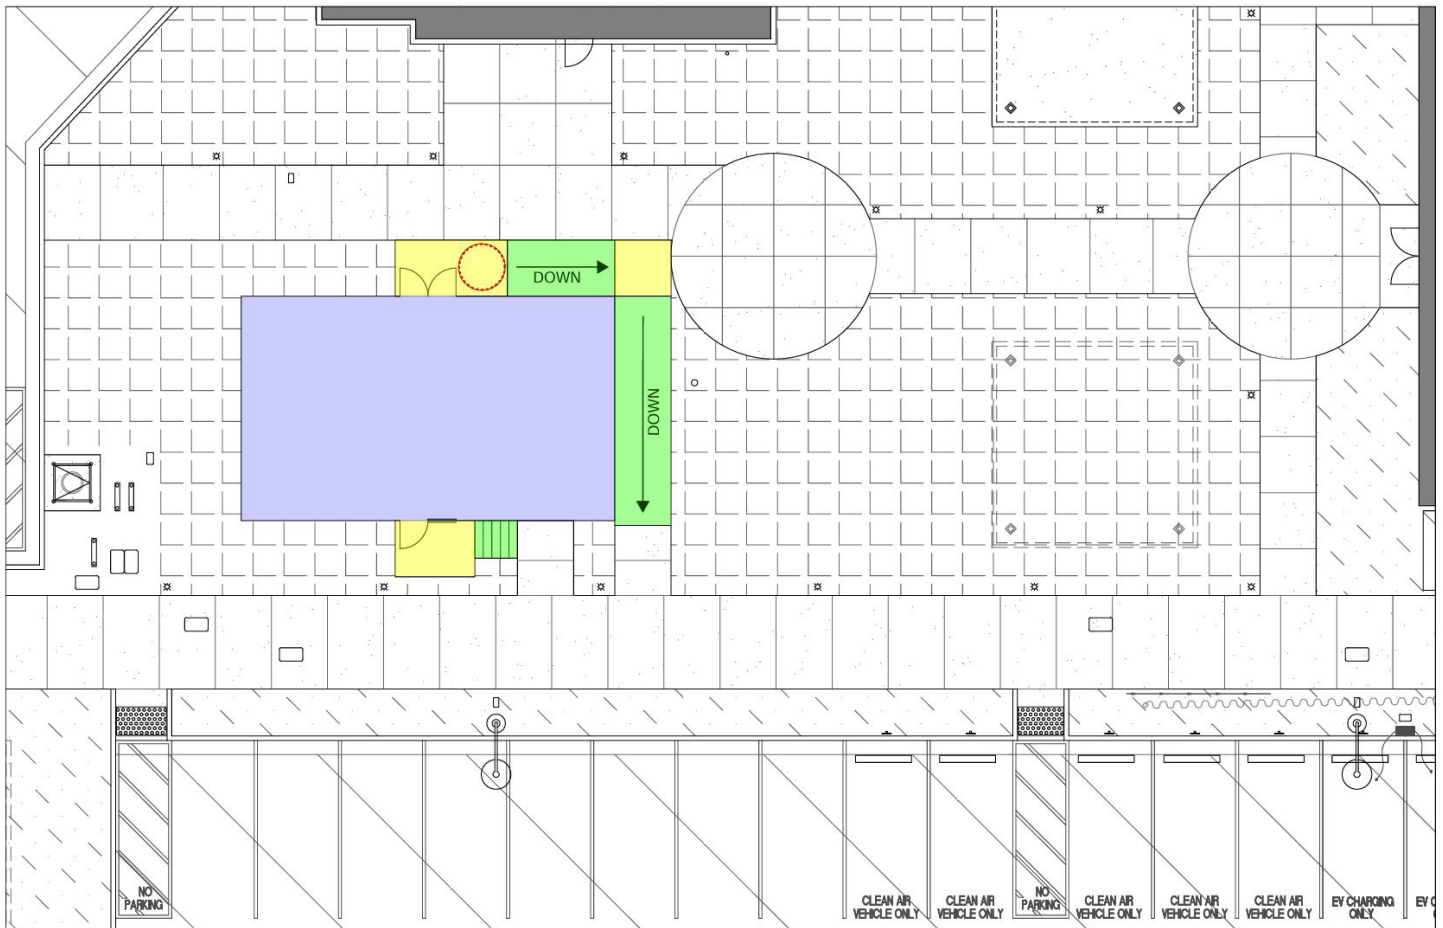 DOWN
DOWN
NO
PARKING
CLEAN AIR
VEHICLE ONLY
CLEAN AIR
VEHICLE ONLY
NO
PARKING
CLEAN AIR
VEHICLE ONLY
CLEAN AIR
VEHICLE ONLY
CLEAN AIR
VEHICLE ONLY
EV CHARGING
ONLY
EV